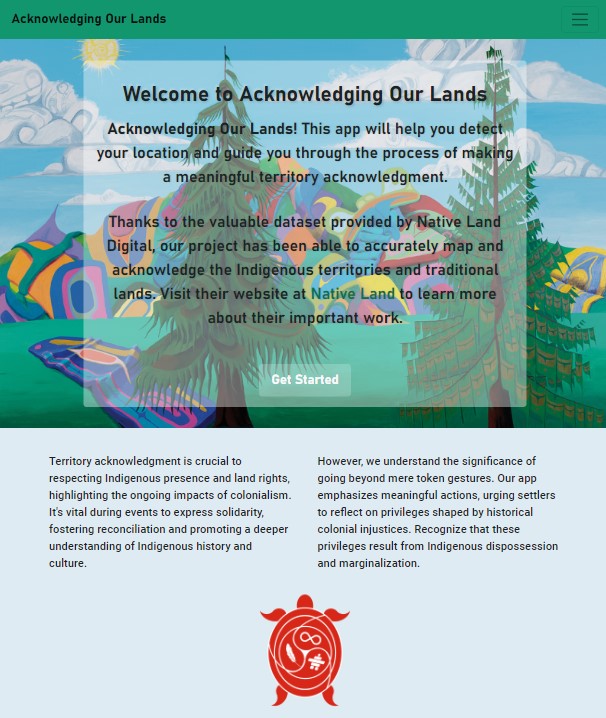 Acknowledging Our Lands
Welcome to Acknowledging Our Lands
Acknowledging Our Lands! This app will help you detect
your location and guide you through the process of making
a meaningful territory acknowledgment.
Thanks to the valuable dataset provided by Native Land
Digital, our project has been able to accurately map and
acknowledge the Indigenous territories and traditional
lands. Visit their website at Native Land to learn more
about their important work.
Get Started
Territory acknowledgment is crucial to
respecting Indigenous presence and land rights,
highlighting the ongoing impacts of colonialism.
It's vital during events to express solidarity,
fostering reconciliation and promoting a deeper
understanding of Indigenous history and
culture.
However, we understand the significance of
going beyond mere token gestures. Our app
emphasizes meaningful actions, urging settlers
to reflect on privileges shaped by historical
colonial injustices. Recognize that these
privileges result from Indigenous dispossession
and marginalization.